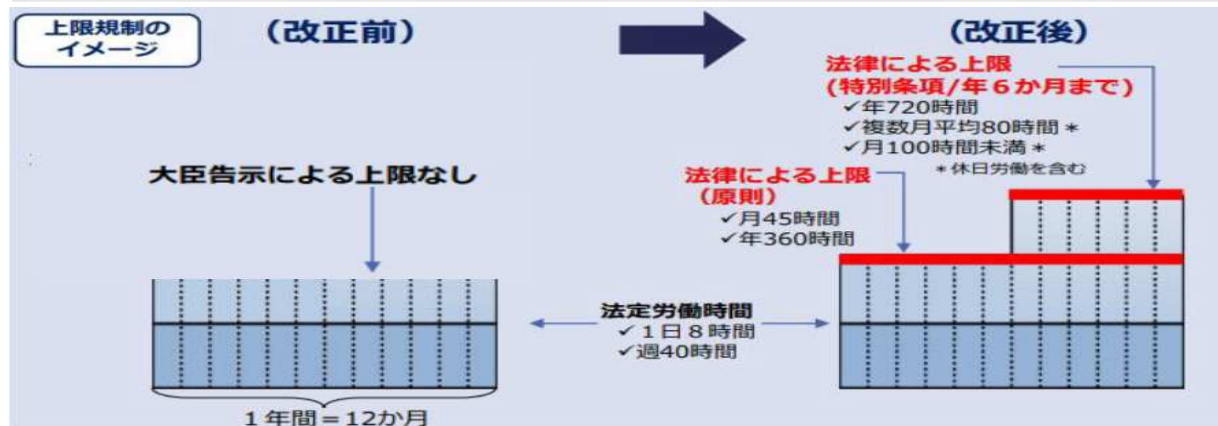 上限規制の
イメージ
(改正前)
(改正後)
法律による上限
(特別条項/年６か月まで)
✓年720時間
✓複数月平均80時間＊
✓月100時間未満＊
＊休日労働を含む
大臣告示による上限なし
法律による上限
(原則)
✓月45時間
✓年360時間
法定労働時間
✓１日８時間
✓週40時間
１年間＝12か月